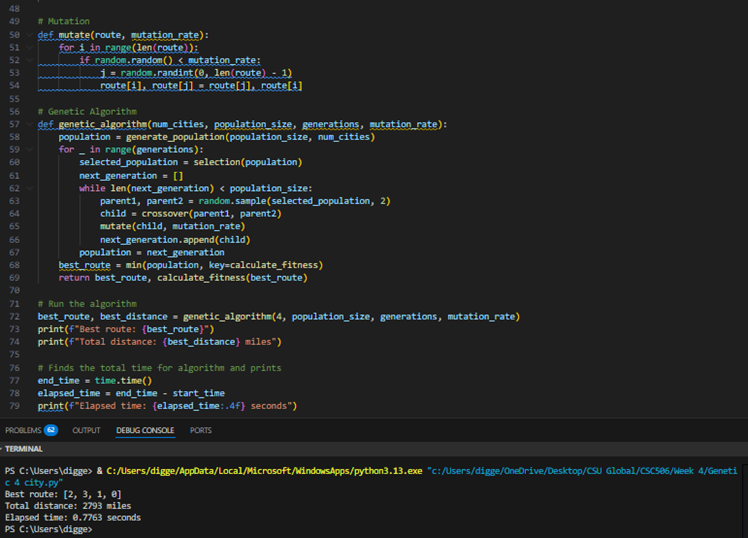 48
49 # Mutation
50 def mutate(route, mutation_rate):
51     for i in range(len(route)):
52         if random.random() < mutation_rate:
53             j = random.randint(0, len(route) - 1)
54             route[i], route[j] = route[j], route[i]
55
56 # Genetic Algorithm
57 def genetic_algorithm(num_cities, population_size, generations, mutation_rate):
58     population = generate_population(population_size, num_cities)
59     for _ in range(generations):
60         selected_population = selection(population)
61         next_generation = []
62         while len(next_generation) < population_size:
63             parent1, parent2 = random.sample(selected_population, 2)
64             child = crossover(parent1, parent2)
65             mutate(child, mutation_rate)
66             next_generation.append(child)
67         population = next_generation
68     best_route = min(population, key=calculate_fitness)
69     return best_route, calculate_fitness(best_route)
70
71 # Run the algorithm
72 best_route, best_distance = genetic_algorithm(4, population_size, generations, mutation_rate)
73 print(f"Best route: {best_route}")
74 print(f"Total distance: {best_distance} miles")
75
76 # Finds the total time for algorithm and prints
77 end_time = time.time()
78 elapsed_time = end_time - start_time
79 print(f"Elapsed time: {elapsed_time:.4f} seconds")
PROBLEMS 62 OUTPUT DEBUG CONSOLE PORTS
TERMINAL
PS C:\Users\digge> & C:/Users/digge/AppData/Local/Microsoft/WindowsApps/python3.13.exe "c:/Users/digge/OneDrive/Desktop/CSU Global/CSC506/Week 4/Geneti
c 4 city.py"
Best route: [2, 3, 1, 0]
Total distance: 2793 miles
Elapsed time: 0.7763 seconds
PS C:\Users\digge>